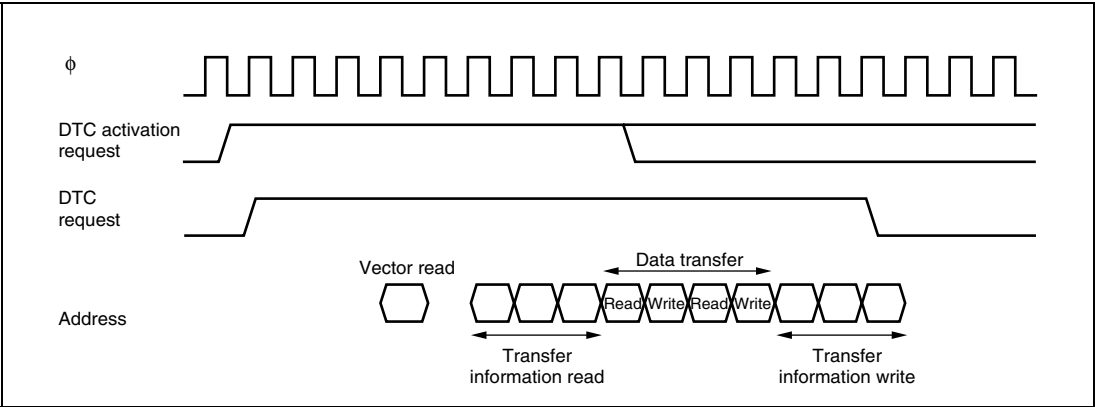 ϕ
DTC activation
request
DTC
request
Vector read
Data transfer
Read Write Read Write
Address
Transfer
information read
Transfer
information write